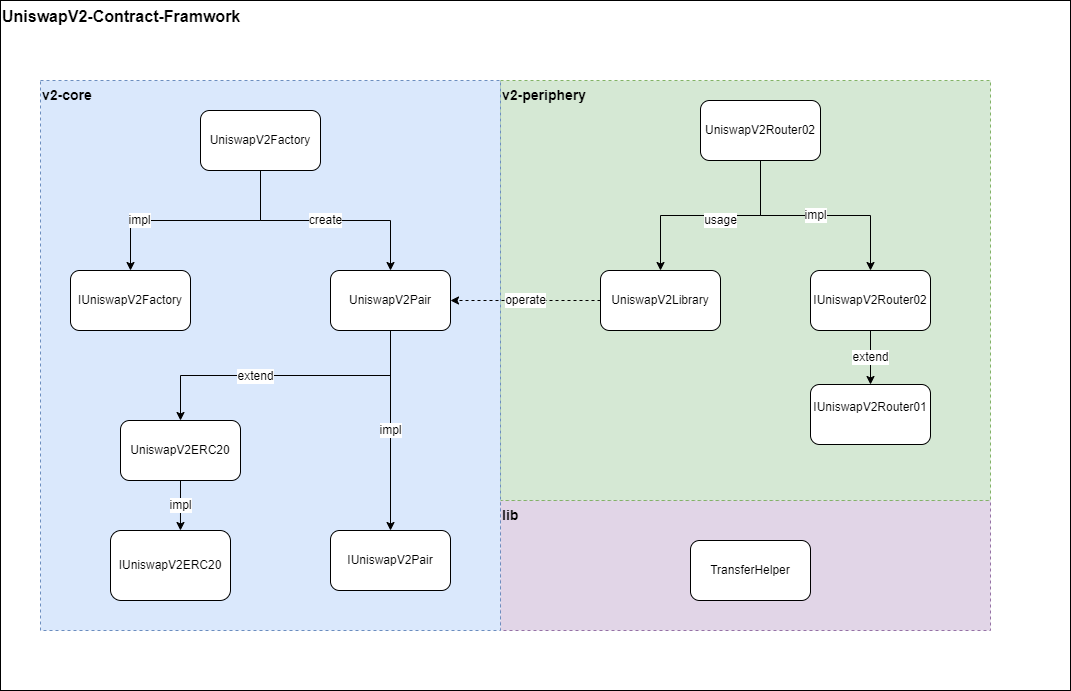 UniswapV2-Contract-Framwork
v2-core
v2-periphery
UniswapV2Factory
UniswapV2Router02
impl
create
usage
impl
IUniswapV2Factory
UniswapV2Pair
operate
UniswapV2Library
IUniswapV2Router02
extend
extend
IUniswapV2Router01
impl
UniswapV2ERC20
impl
lib
IUniswapV2ERC20
IUniswapV2Pair
TransferHelper